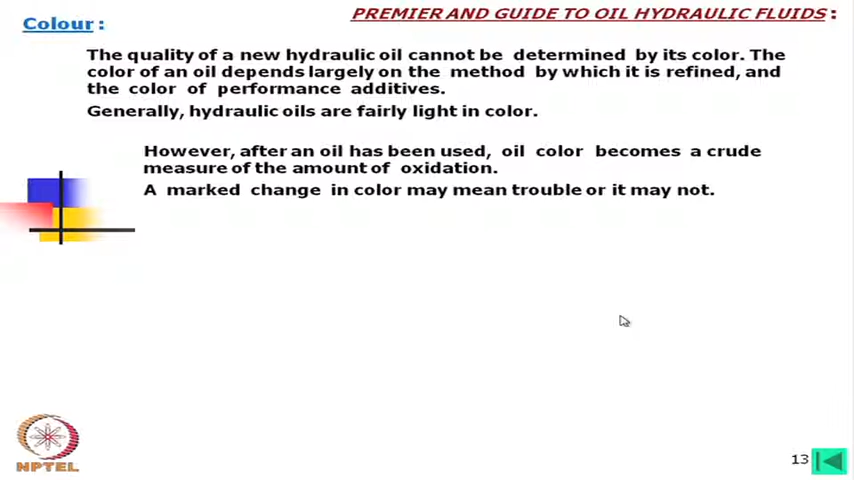 PREMIER AND GUIDE TO OIL HYDRAULIC FLUIDS :
Colour :
The quality of a new hydraulic oil cannot be determined by its color. The
color of an oil depends largely on the method by which it is refined, and
the color of performance additives.
Generally, hydraulic oils are fairly light in color.
However, after an oil has been used, oil color becomes a crude
measure of the amount of oxidation.
A marked change in color may mean trouble or it may not.
NPTEL
13